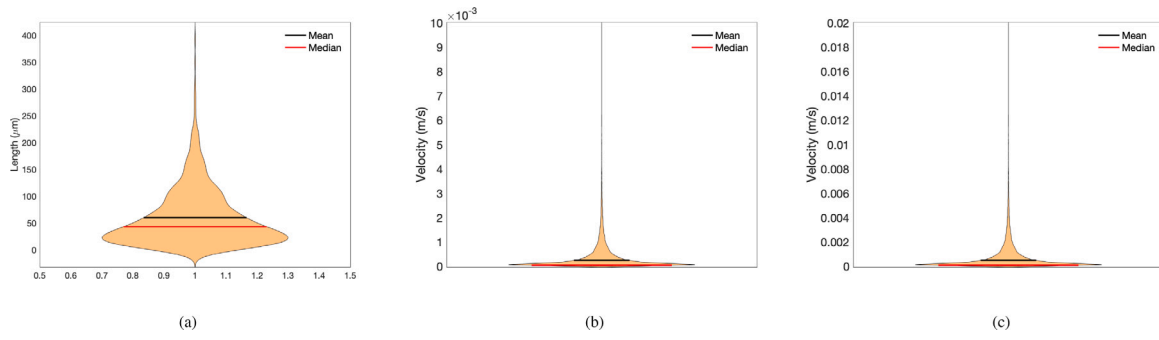 400
350
300
250
200
150
100
50
0
Length (μm)
0.5 0.6 0.7 0.8 0.9 1 1.1 1.2 1.3 1.4 1.5
Mean
Median
(a)
×10⁻³
10
9
8
7
6
5
4
3
2
1
0
Velocity (m/s)
Mean
Median
(b)
0.02
0.018
0.016
0.014
0.012
0.01
0.008
0.006
0.004
0.002
0
Velocity (m/s)
Mean
Median
(c)